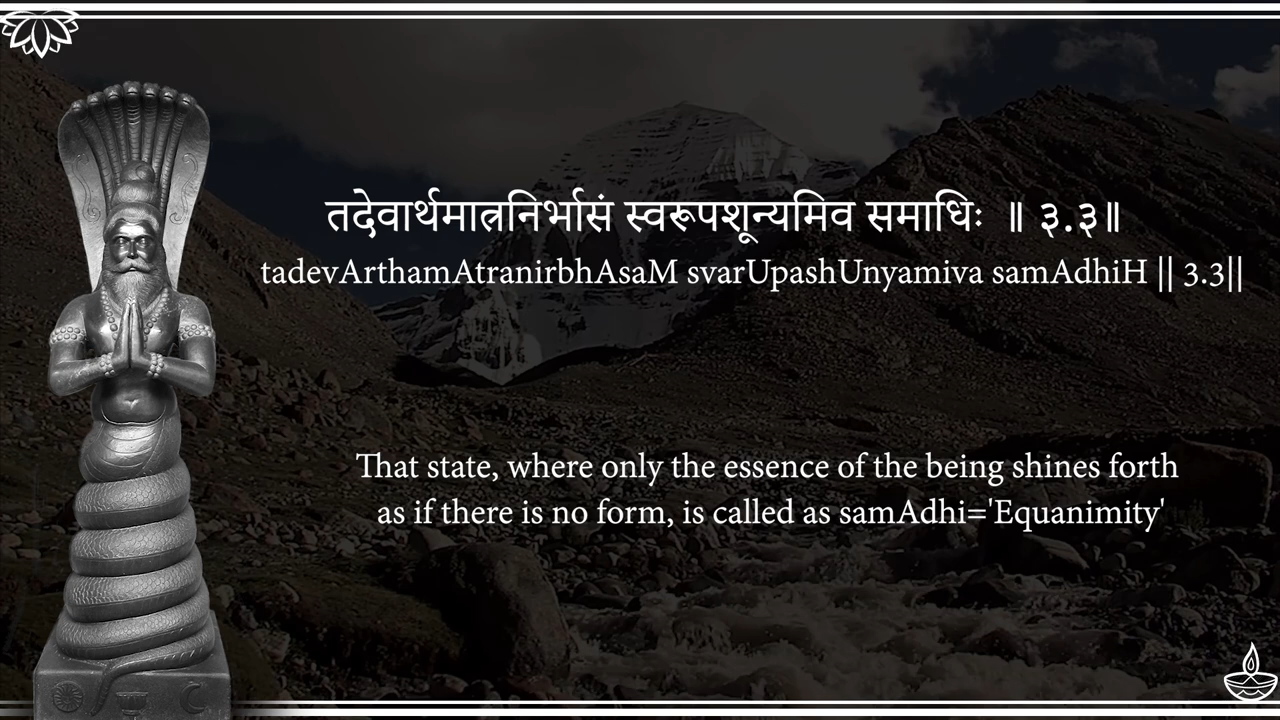 तदेवार्थमात्रनिर्भासं स्वरूपशून्यमिव समाधिः ॥ ३.३॥
tadevArthamAtranirbhAsaM svarUpashUnyamiva samAdhiH || 3.3||
That state, where only the essence of the being shines forth
as if there is no form, is called as samAdhi='Equanimity'